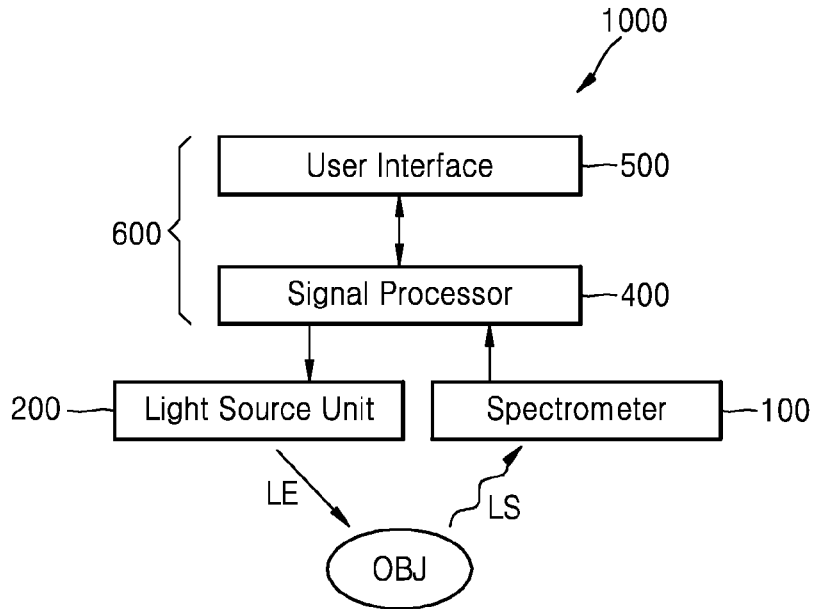 1000
User Interface
500
600
Signal Processor
400
200
Light Source Unit
Spectrometer
100
LE
LS
OBJ